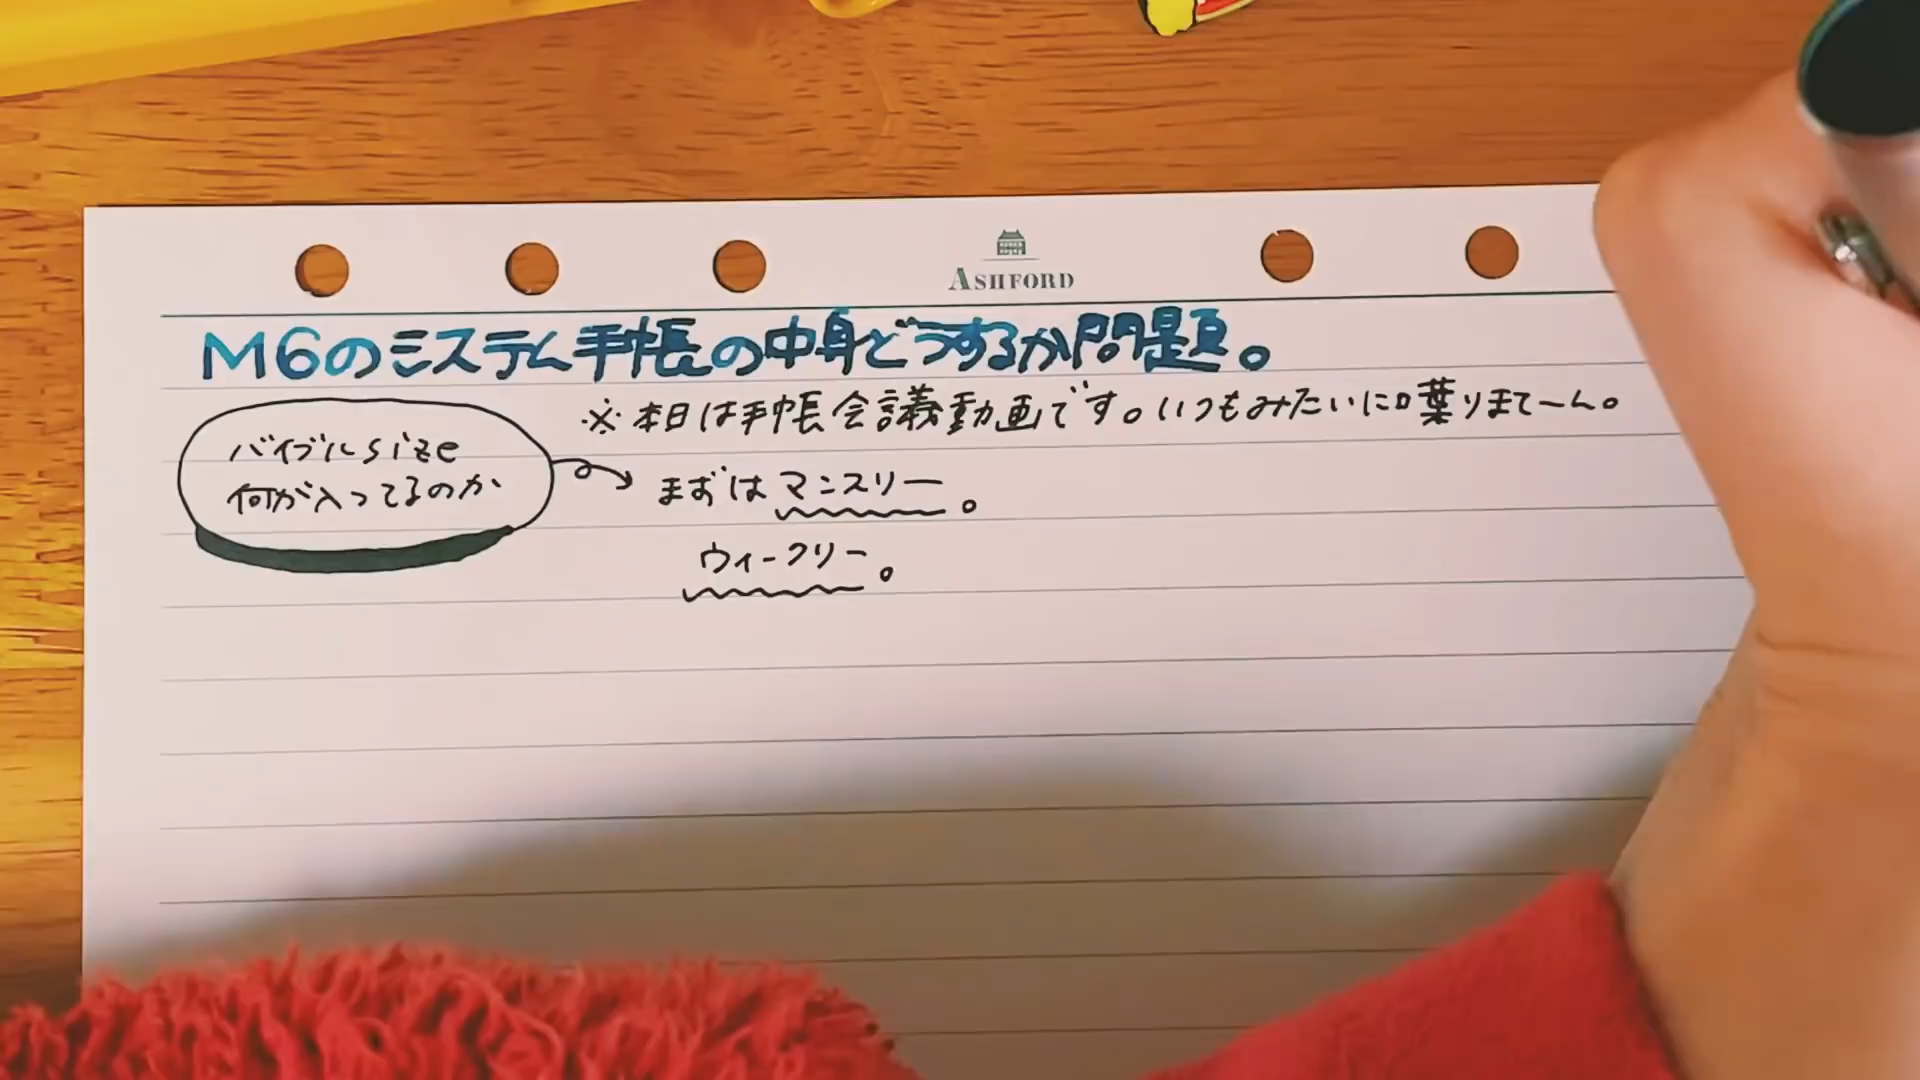 ASHFORD
M6のシステム手帳の中身どうするか問題。
※本日は手帳会議動画です。いつもみたいに口葉りませーん。
バイブルsize
何が入ってるのか
まずはマンスリー。
ウィークリー。